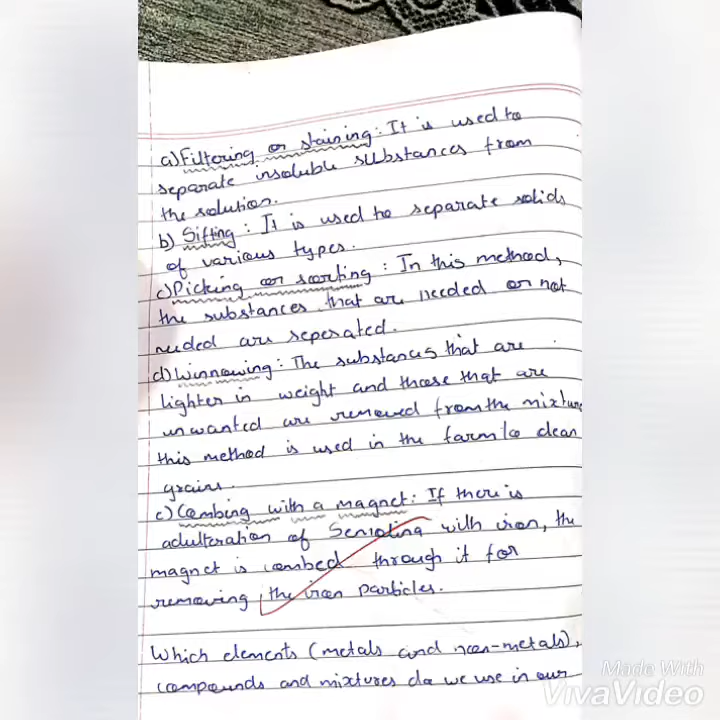 a) Filtering or staining: It is used to
separate insoluble substances from
the solution.
b) Sifting: It is used to separate solids
of various types.
c) Picking or scorting: In this method,
the substances that are needed or not
needed are seperated.
d) Winnowing: The substances that are
lighter in weight and those that are
unwanted are removed from the mixture
this method is used in the farm to clean
grains.
e) Combing with a magnet: If there is
adulteration of Semolina with iron, the
magnet is combed through it for
removing the iron particles.
Which elements (metals and non-metals),
compounds and mixtures do we use in our
Made With
VivaVideo